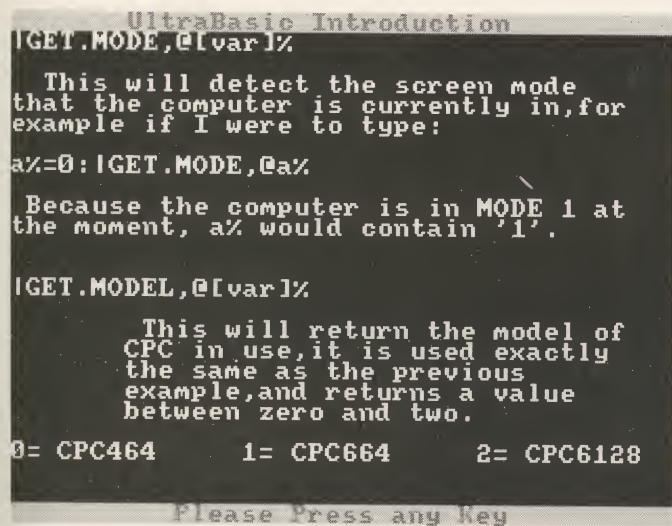 UltraBasic Introduction
|GET.MODE,@[var]%
This will detect the screen mode
that the computer is currently in,for
example if I were to type:
a%=0:|GET.MODE,@a%
Because the computer is in MODE 1 at
the moment, a% would contain '1'.
|GET.MODEL,@[var]%
This will return the model of
CPC in use,it is used exactly
the same as the previous
example,and returns a value
between zero and two.
0= CPC464 1= CPC664 2= CPC6128
Please Press any Key